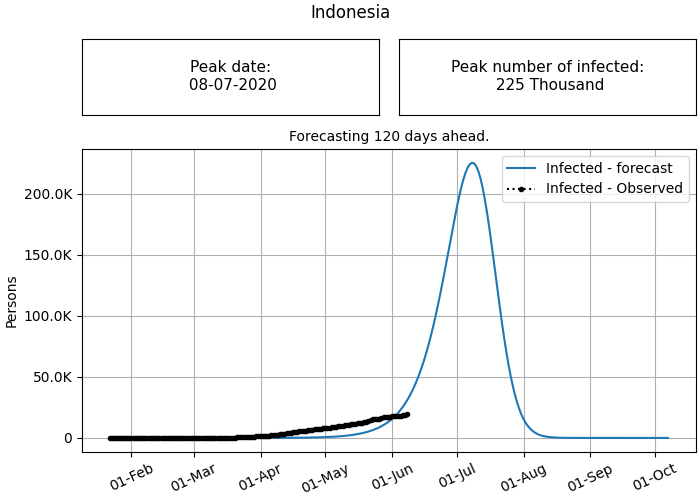 Indonesia
Peak date:
08-07-2020
Peak number of infected:
225 Thousand
Forecasting 120 days ahead.
Infected - forecast
Infected - Observed
200.0K
150.0K
100.0K
50.0K
0
Persons
01-Feb
01-Mar
01-Apr
01-May
01-Jun
01-Jul
01-Aug
01-Sep
01-Oct